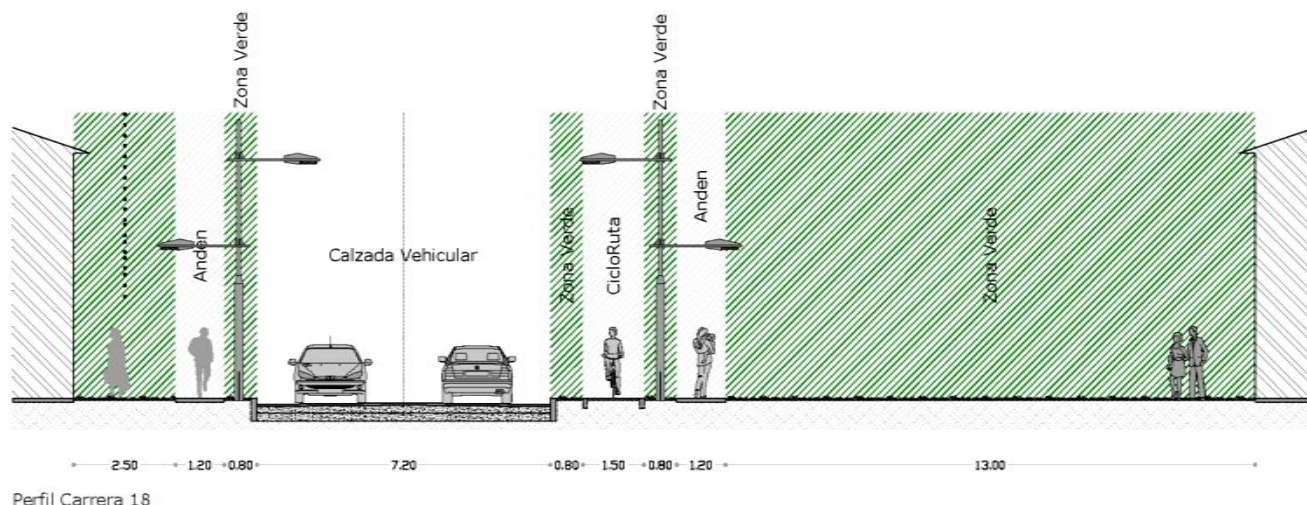 Zona Verde
Zona Verde
Anden
Calzada Vehicular
Zona Verde
CicloRuta
Anden
Zona Verde
2.50 1.20 0.80 7.20 0.80 1.50 0.80 1.20 13.00
Perfil Carrera 18